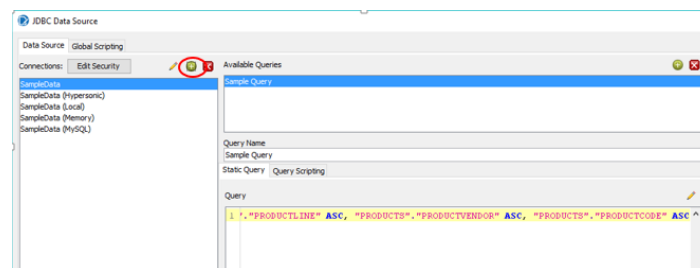 JDBC Data Source
Data Source Global Scripting
Connections: Edit Security
Available Queries
SampleData
SampleData (Hypersonic)
SampleData (Local)
SampleData (Memory)
SampleData (MySQL)
Sample Query
Query Name
Sample Query
Static Query Query Scripting
Query
1 '."PRODUCTLINE" ASC, "PRODUCTS"."PRODUCTVENDOR" ASC, "PRODUCTS"."PRODUCTCODE" ASC